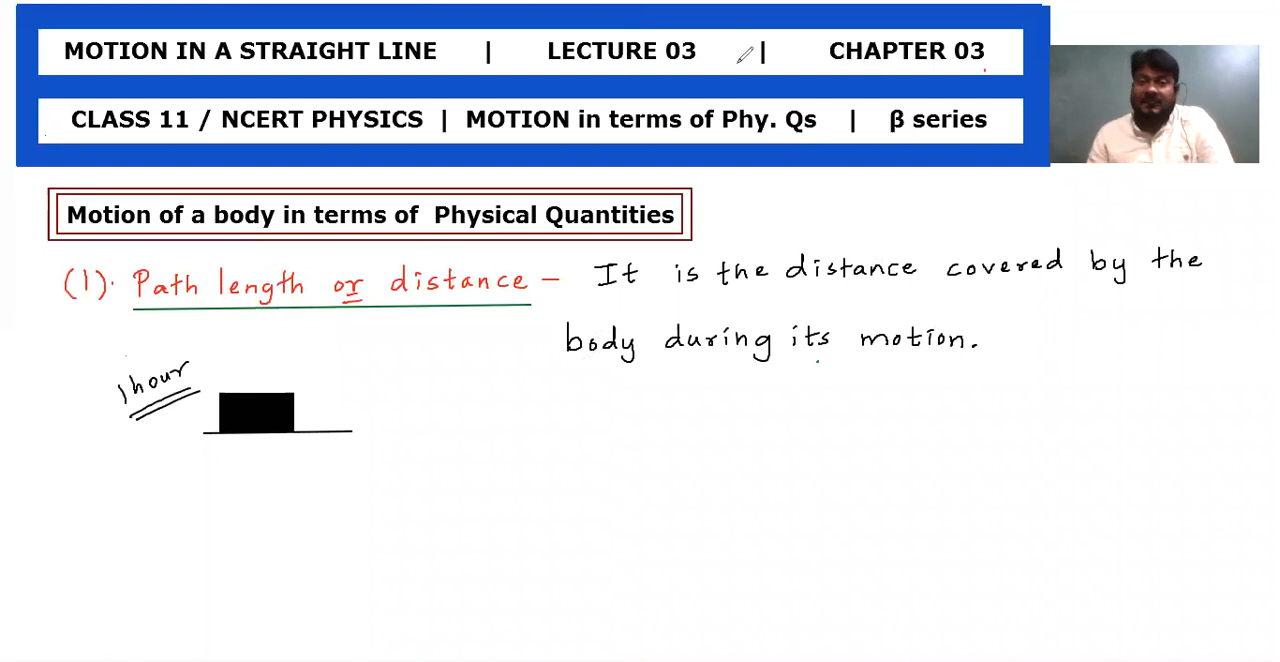 MOTION IN A STRAIGHT LINE | LECTURE 03 | CHAPTER 03
CLASS 11 / NCERT PHYSICS | MOTION in terms of Phy. Qs | β series
Motion of a body in terms of Physical Quantities
(1). Path length or distance – It is the distance covered by the
body during its motion.
1 hour